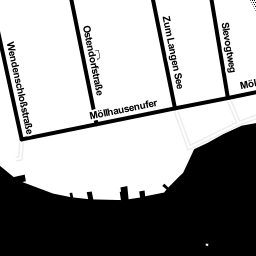 Wendenschloßstraße
Ostendorfstraße
Zum Langen See
Slevogtweg
Möllhausenufer
Möl